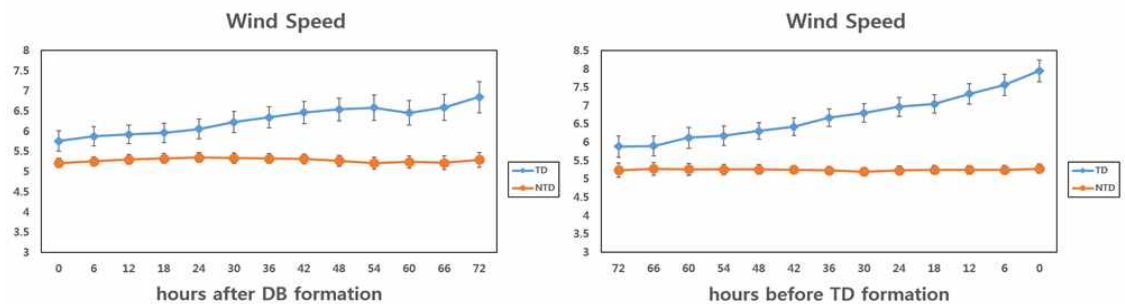 Wind Speed
8
7.5
7
6.5
6
5.5
5
4.5
4
3.5
3
0 6 12 18 24 30 36 42 48 54 60 66 72
hours after DB formation
TD
NTD
Wind Speed
8.5
8
7.5
7
6.5
6
5.5
5
4.5
4
3.5
3
72 66 60 54 48 42 36 30 24 18 12 6 0
hours before TD formation
TD
NTD